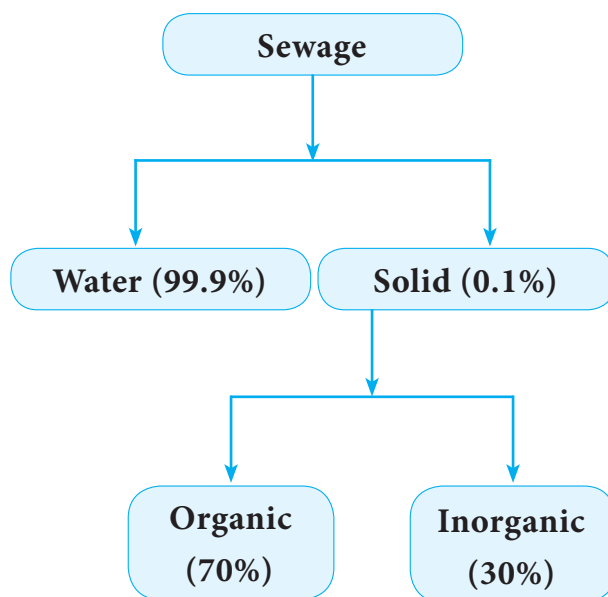 Sewage
Water (99.9%)
Solid (0.1%)
Organic
(70%)
Inorganic
(30%)